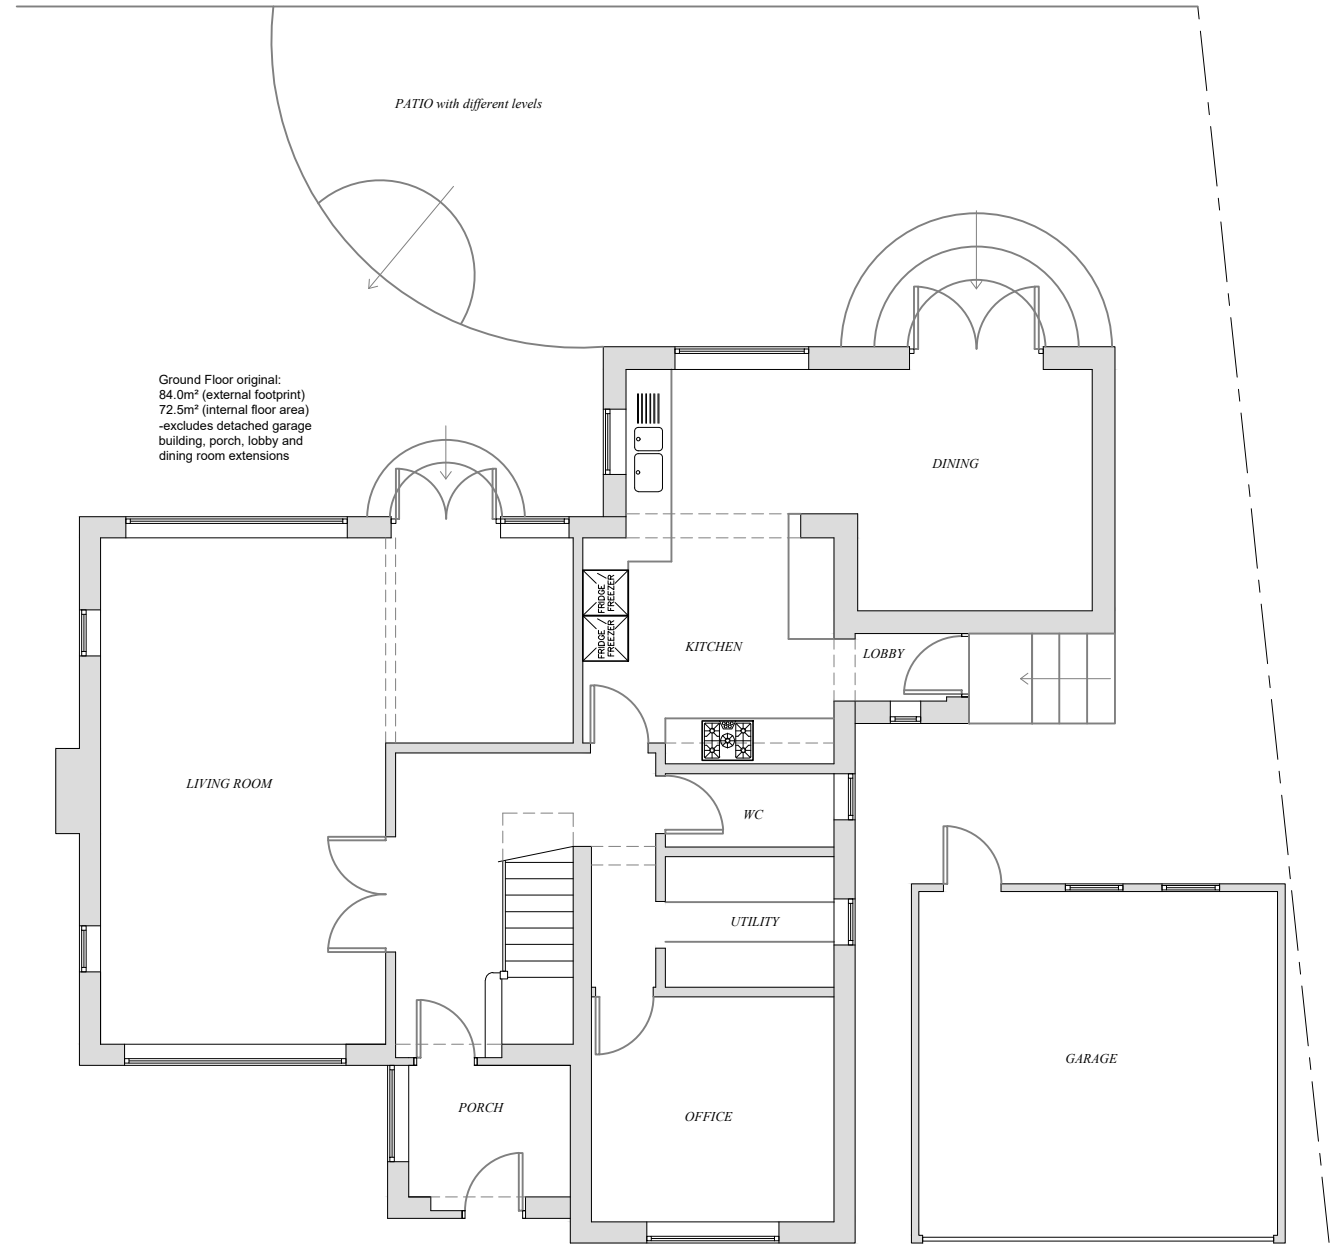 PATIO with different levels
Ground Floor original:
84.0m² (external footprint)
72.5m² (internal floor area)
-excludes detached garage
building, porch, lobby and
dining room extensions
DINING
FRIDGE
FREEZER
FRIDGE
FREEZER
KITCHEN
LOBBY
LIVING ROOM
WC
UTILITY
GARAGE
PORCH
OFFICE